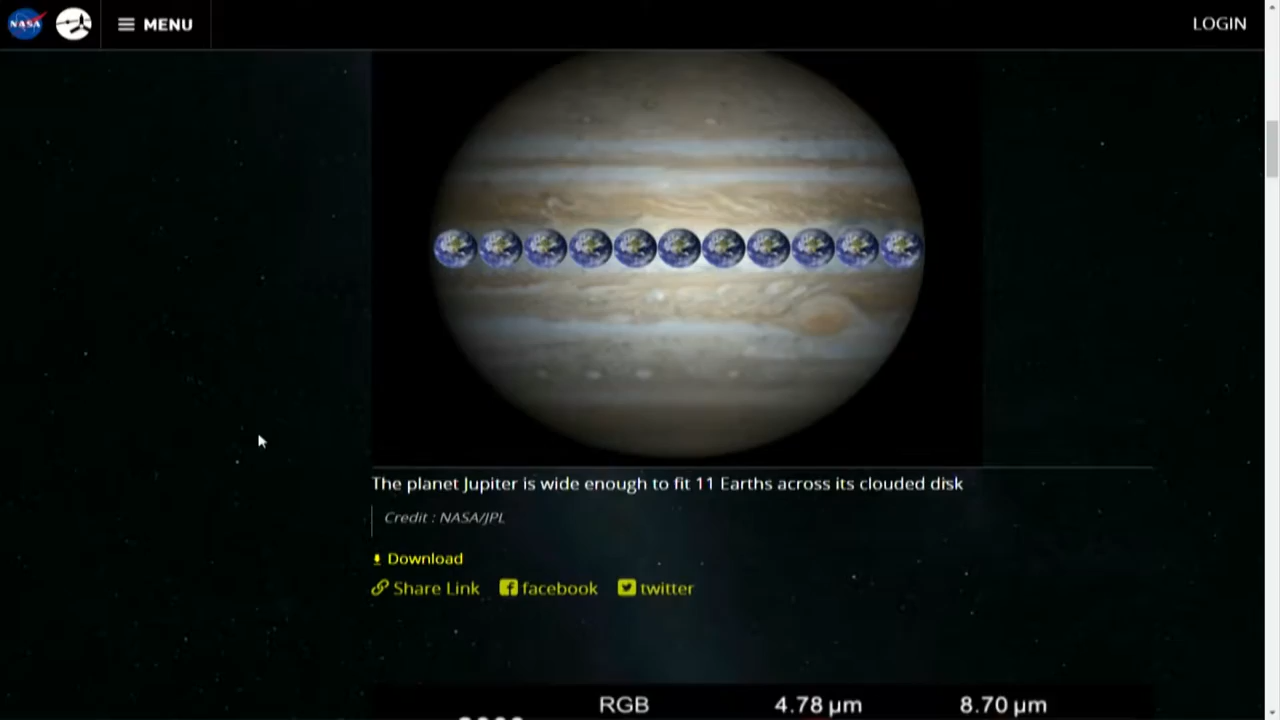 NASA
MENU
LOGIN
The planet Jupiter is wide enough to fit 11 Earths across its clouded disk
Credit : NASA/JPL
Download
Share Link facebook twitter
RGB 4.78 µm 8.70 µm